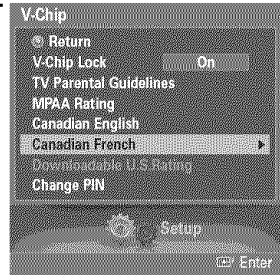 V-Chip
Return
V-Chip Lock On
TV Parental Guidelines
MPAA Rating
Canadian English
Canadian French
Downloadable U.S.Rating
Change PIN
Setup
Enter